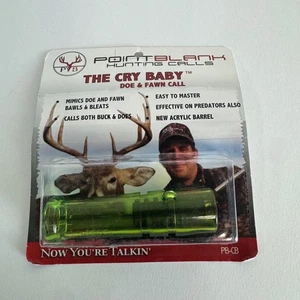 POINTBLANK
HUNTING CALLS
THE CRY BABY™
DOE & FAWN CALL
• MIMICS DOE AND FAWN
BAWLS & BLEATS
• CALLS BOTH BUCK & DOES
• EASY TO MASTER
• EFFECTIVE ON PREDATORS ALSO
• NEW ACRYLIC BARREL
NOW YOU'RE TALKIN'
PB-CB